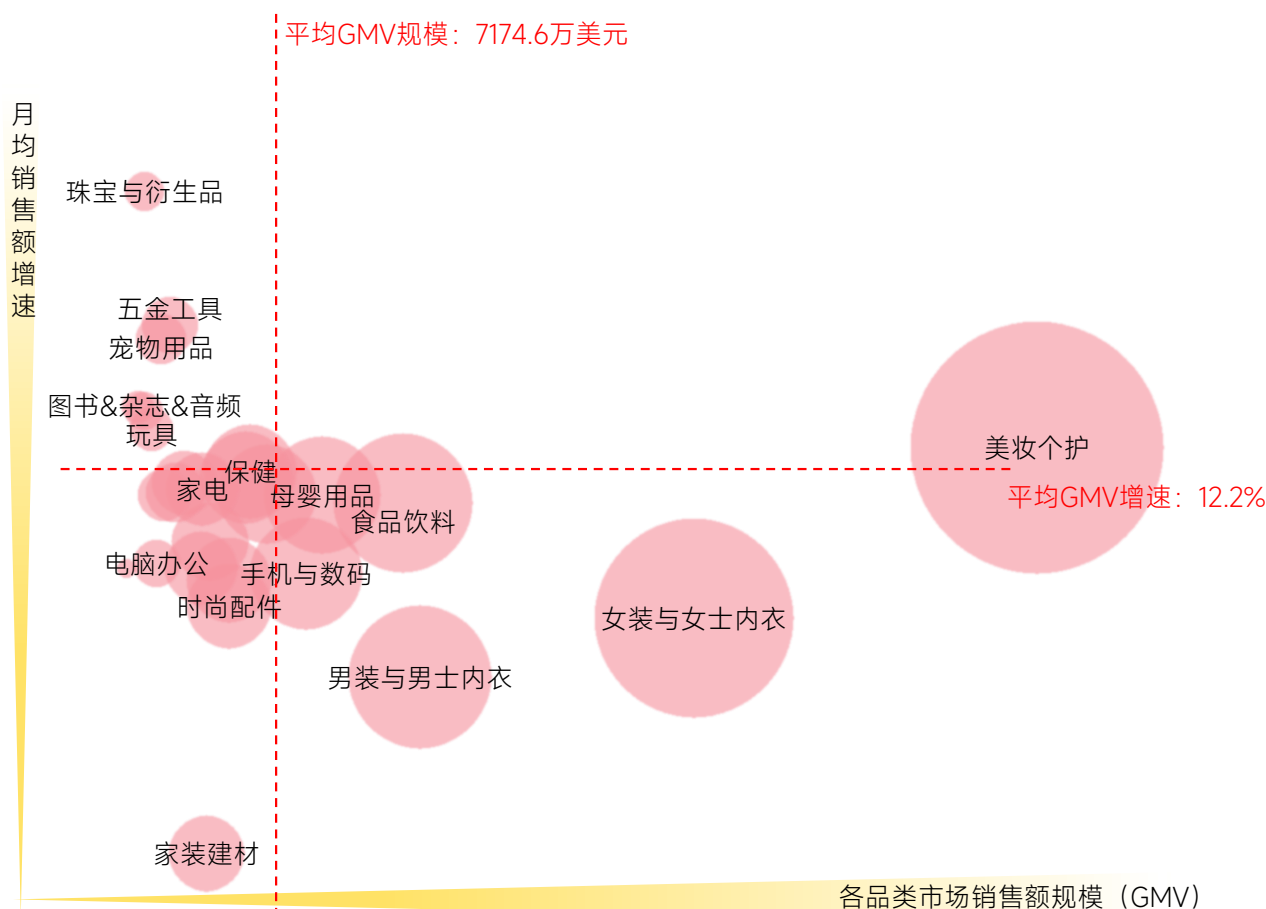 平均GMV规模：7174.6万美元
月均销售额增速
珠宝与衍生品
五金工具
宠物用品
图书&杂志&音频
玩具
保健
家电
母婴用品
食品饮料
美妆个护
平均GMV增速：12.2%
电脑办公
手机与数码
时尚配件
女装与女士内衣
男装与男士内衣
家装建材
各品类市场销售额规模（GMV）